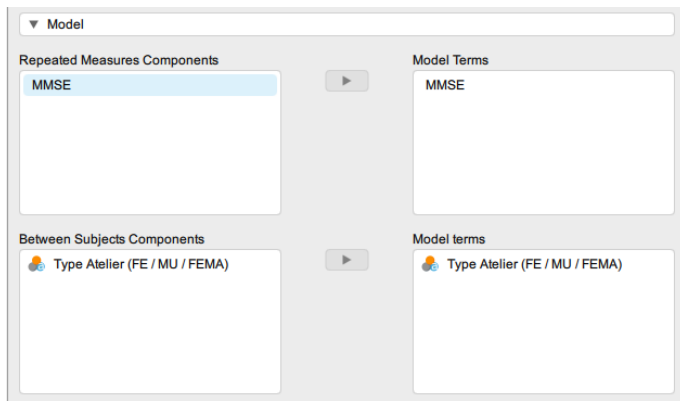 Model
Repeated Measures Components
Model Terms
MMSE
MMSE
Between Subjects Components
Model terms
Type Atelier (FE / MU / FEMA)
Type Atelier (FE / MU / FEMA)